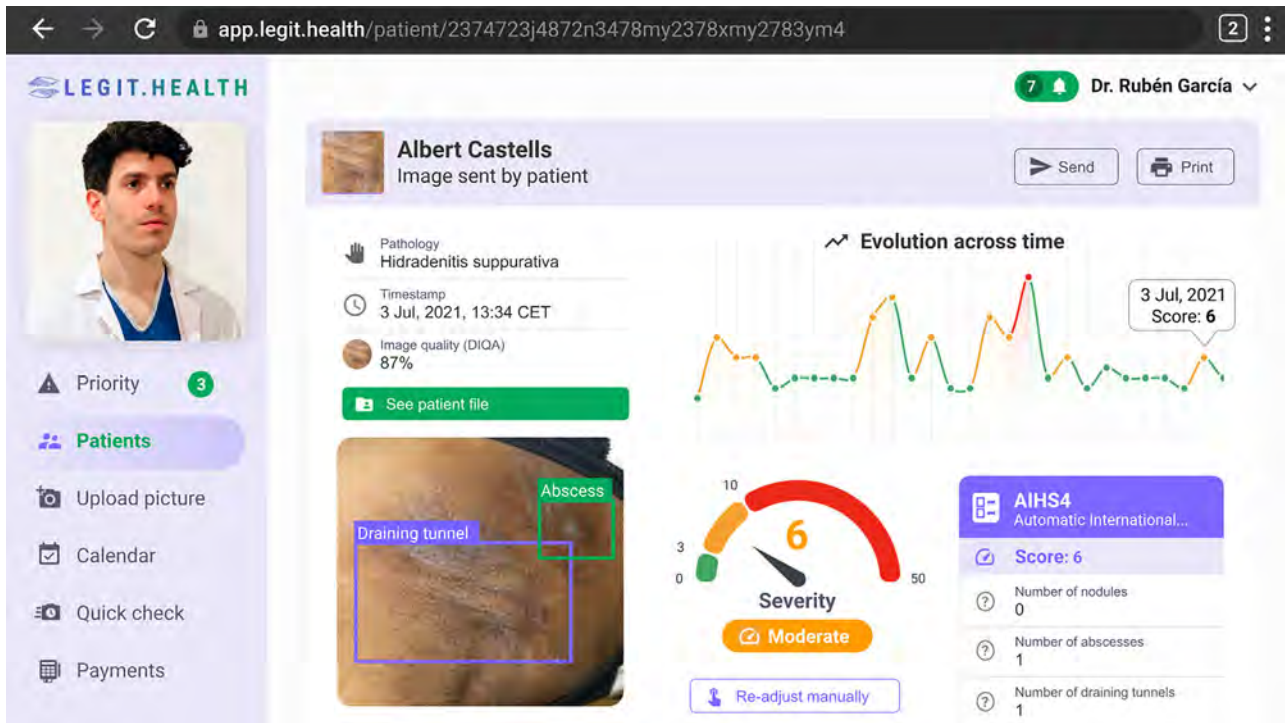 app.legit.health/patient/2374723j4872n3478my2378xmy2783ym4
2
LEGIT.HEALTH
7
Dr. Rubén García
Albert Castells
Image sent by patient
Send
Print
Pathology
Hidradenitis suppurativa
Timestamp
3 Jul, 2021, 13:34 CET
Image quality (DIQA)
87%
See patient file
Evolution across time
3 Jul, 2021
Score: 6
Priority
3
Patients
Upload picture
Calendar
Quick check
Payments
Abscess
Draining tunnel
10
3
0
50
6
Severity
Moderate
Re-adjust manually
AIHS4
Automatic International...
Score: 6
Number of nodules
0
Number of abscesses
1
Number of draining tunnels
1